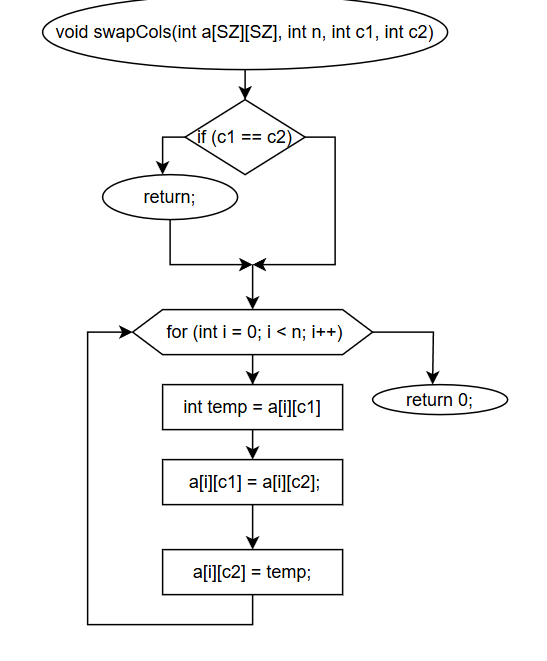 void swapCols(int a[SZ][SZ], int n, int c1, int c2)
if (c1 == c2)
return;
for (int i = 0; i < n; i++)
int temp = a[i][c1]
return 0;
a[i][c1] = a[i][c2];
a[i][c2] = temp;